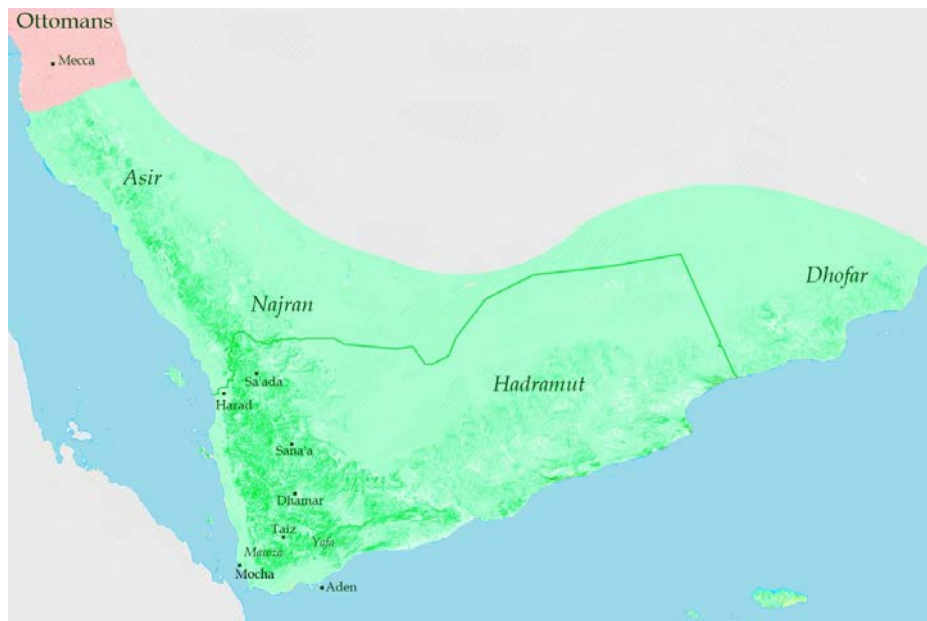 Ottomans
Mecca
Asir
Najran
Dhofar
Hadramut
Sa'ada
Harad
Sana'a
Dhamar
Taiz
Yafa
Mawza
Mocha
Aden